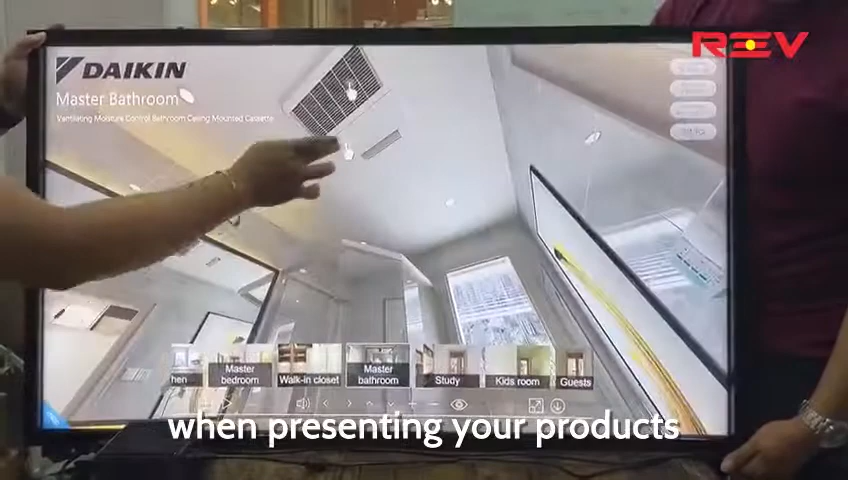 REV
DAIKIN
Master Bathroom
Ventilating Moisture Control Bathroom Ceiling Mounted Cassette
Master bedroom
Walk-in closet
Master bathroom
Study
Kids room
Guests
when presenting your products